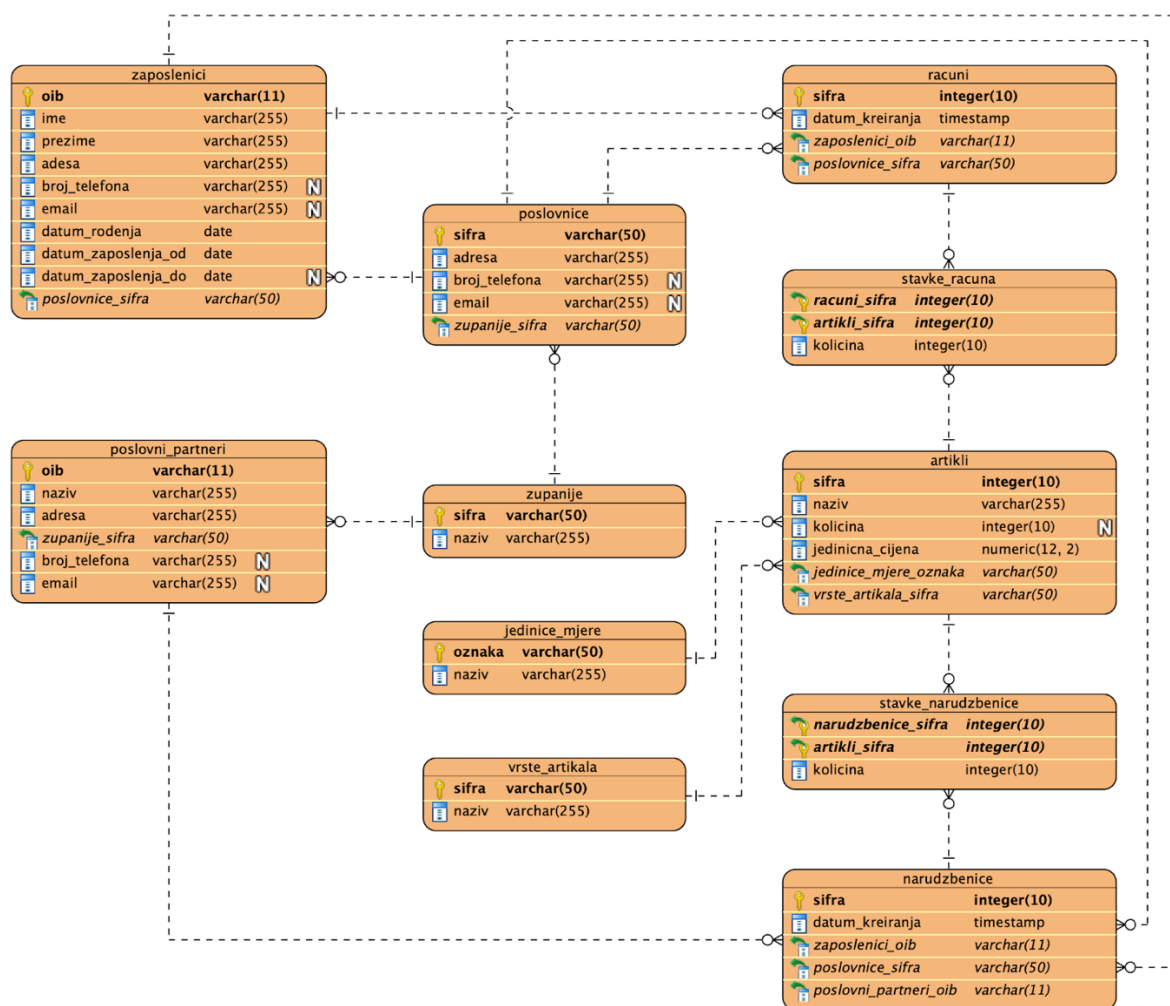 zaposlenici
oib varchar(11)
ime varchar(255)
prezime varchar(255)
adesa varchar(255)
broj_telefona varchar(255) N
email varchar(255) N
datum_rodenja date
datum_zaposlenja_od date
datum_zaposlenja_do date N
poslovnice_sifra varchar(50)
poslovnice
sifra varchar(50)
adresa varchar(255)
broj_telefona varchar(255) N
email varchar(255) N
zupanije_sifra varchar(50)
racuni
sifra integer(10)
datum_kreiranja timestamp
zaposlenici_oib varchar(11)
poslovnice_sifra varchar(50)
stavke_racuna
racuni_sifra integer(10)
artikli_sifra integer(10)
kolicina integer(10)
poslovni_partneri
oib varchar(11)
naziv varchar(255)
adresa varchar(255)
zupanije_sifra varchar(50)
broj_telefona varchar(255) N
email varchar(255) N
zupanije
sifra varchar(50)
naziv varchar(255)
artikli
sifra integer(10)
naziv varchar(255)
kolicina integer(10) N
jedinicna_cijena numeric(12, 2)
jedinice_mjere_oznaka varchar(50)
vrste_artikala_sifra varchar(50)
jedinice_mjere
oznaka varchar(50)
naziv varchar(255)
stavke_narudzbenice
narudzbenice_sifra integer(10)
artikli_sifra integer(10)
kolicina integer(10)
vrste_artikala
sifra varchar(50)
naziv varchar(255)
narudzbenice
sifra integer(10)
datum_kreiranja timestamp
zaposlenici_oib varchar(11)
poslovnice_sifra varchar(50)
poslovni_partneri_oib varchar(11)